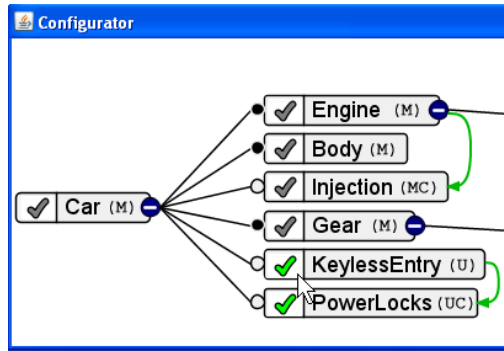 Configurator
Engine (M)
Body (M)
Injection (MC)
Car (M)
Gear (M)
KeylessEntry (U)
PowerLocks (UC)